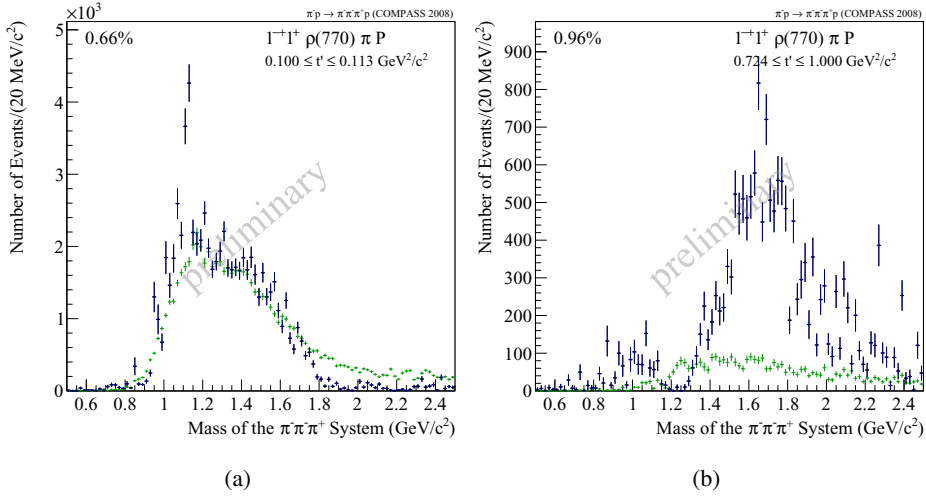 π⁻p → π⁻π⁻π⁺p (COMPASS 2008)
×10³
0.66%
1⁻⁺1⁺ ρ(770) π P
0.100 ≤ t' ≤ 0.113 GeV²/c²
Number of Events/(20 MeV/c²)
5
4
3
2
1
0
preliminary
0.6 0.8 1 1.2 1.4 1.6 1.8 2 2.2 2.4
Mass of the π⁻π⁻π⁺ System (GeV/c²)
(a)
π⁻p → π⁻π⁻π⁺p (COMPASS 2008)
0.96%
1⁻⁺1⁺ ρ(770) π P
0.724 ≤ t' ≤ 1.000 GeV²/c²
Number of Events/(20 MeV/c²)
900
800
700
600
500
400
300
200
100
0
preliminary
0.6 0.8 1 1.2 1.4 1.6 1.8 2 2.2 2.4
Mass of the π⁻π⁻π⁺ System (GeV/c²)
(b)